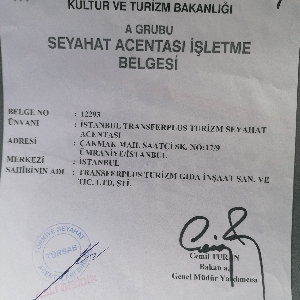 KÜLTÜR VE TURİZM BAKANLIĞI
A GRUBU
SEYAHAT ACENTASI İŞLETME
BELGESİ
BELGE NO : 12293
ÜNVANI : İSTANBUL TRANSFERPLUS TURİZM SEYAHAT
ACENTASI
ADRESİ : ÇAKMAK MAH. SAATÇİ SK. NO:17/9
ÜMRANİYE/İSTANBUL
MERKEZİ : İSTANBUL
SAHİBİNİN ADI : TRANSFERPLUS TURİZM GIDA İNŞAAT SAN. VE
TİC. LTD. ŞTİ.
TÜRSAB
Cemil TURAN
Bakan a.
Genel Müdür Yardımcısı